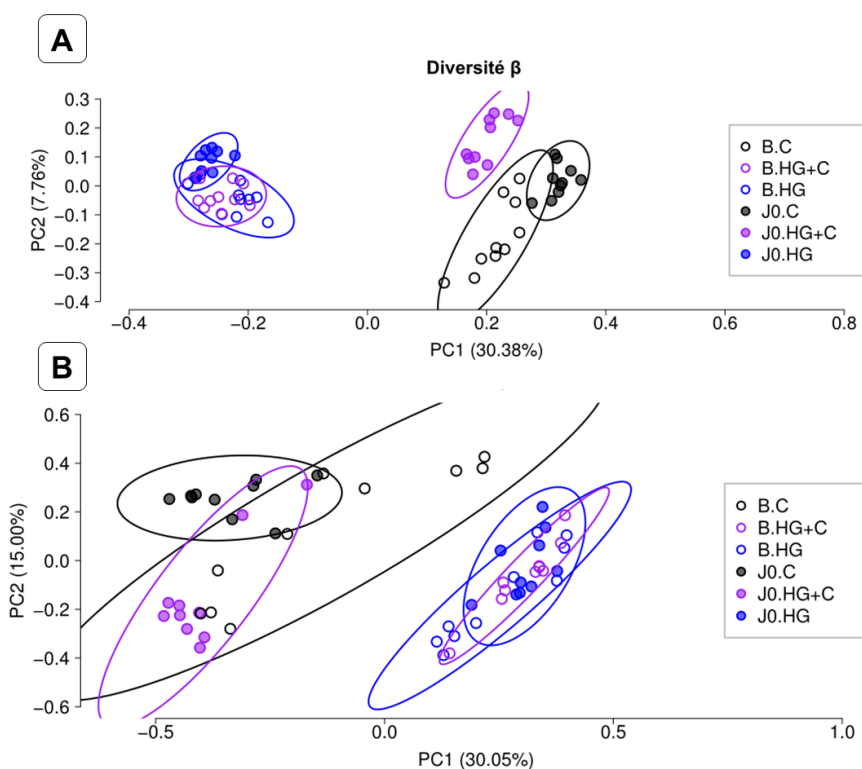 A
Diversité β
0.3
0.2
0.1
0.0
−0.1
−0.2
−0.3
−0.4
PC2 (7.76%)
−0.4
−0.2
0.0
0.2
0.4
0.6
0.8
PC1 (30.38%)
B.C
B.HG+C
B.HG
J0.C
J0.HG+C
J0.HG
B
0.6
0.4
0.2
0.0
−0.2
−0.4
−0.6
PC2 (15.00%)
−0.5
0.0
0.5
1.0
PC1 (30.05%)
B.C
B.HG+C
B.HG
J0.C
J0.HG+C
J0.HG